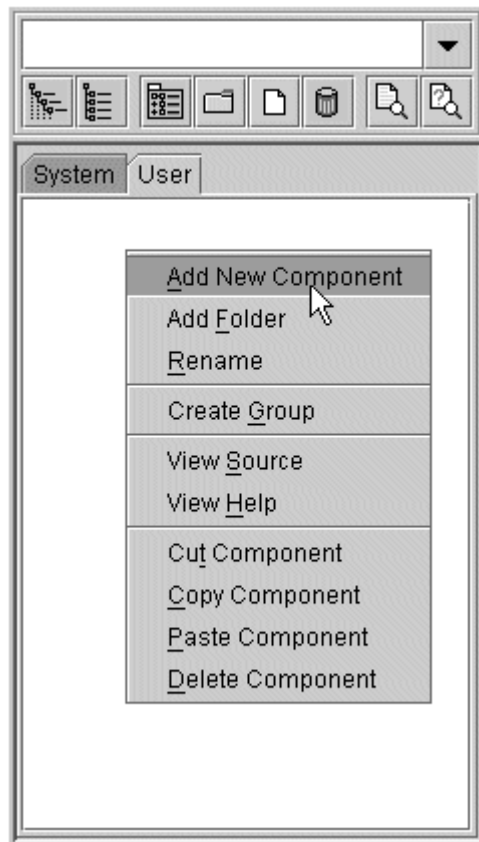 System User
Add New Component
Add Folder
Rename
Create Group
View Source
View Help
Cut Component
Copy Component
Paste Component
Delete Component